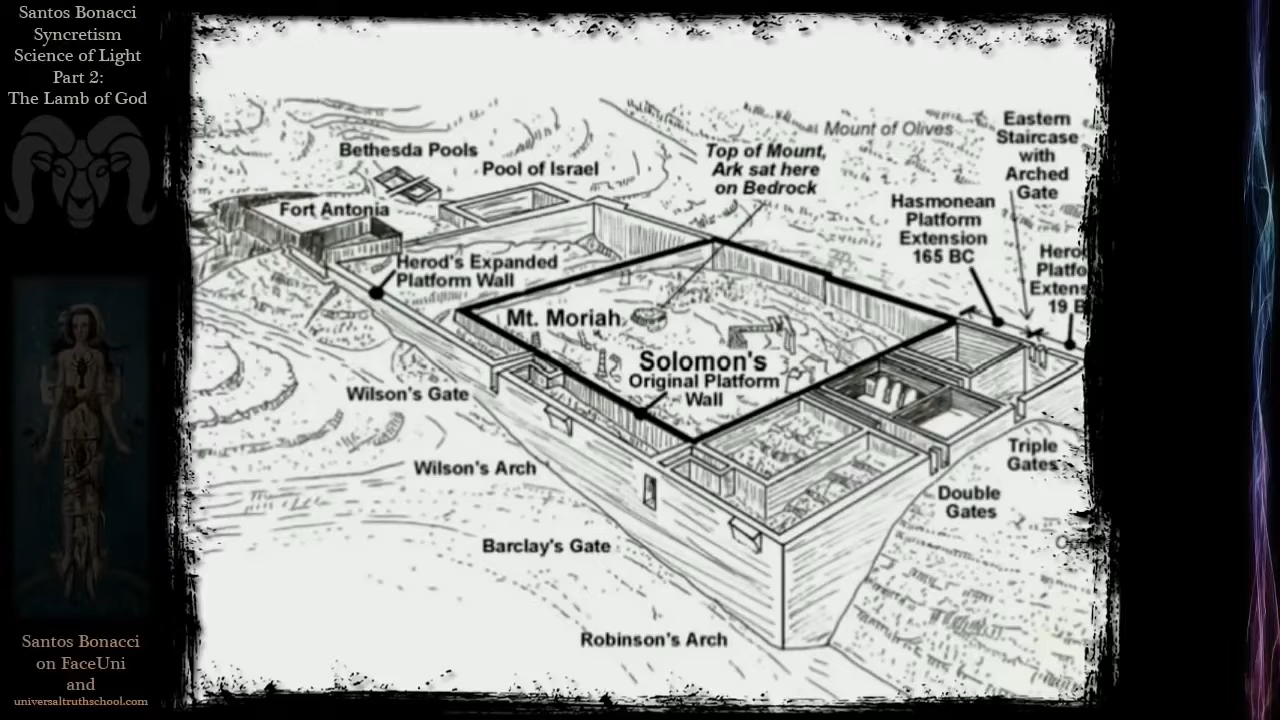 Santos Bonacci
Syncretism
Science of Light
Part 2:
The Lamb of God
Santos Bonacci
on FaceUni
and
universaltruthschool.com
Mount of Olives
Eastern
Staircase
with
Arched
Gate
Bethesda Pools
Pool of Israel
Top of Mount,
Ark sat here
on Bedrock
Hasmonean
Platform
Extension
165 BC
Fort Antonia
Herod's Expanded
Platform Wall
Mt. Moriah
Solomon's
Original Platform
Wall
Wilson's Gate
Wilson's Arch
Triple
Gates
Double
Gates
Barclay's Gate
Robinson's Arch